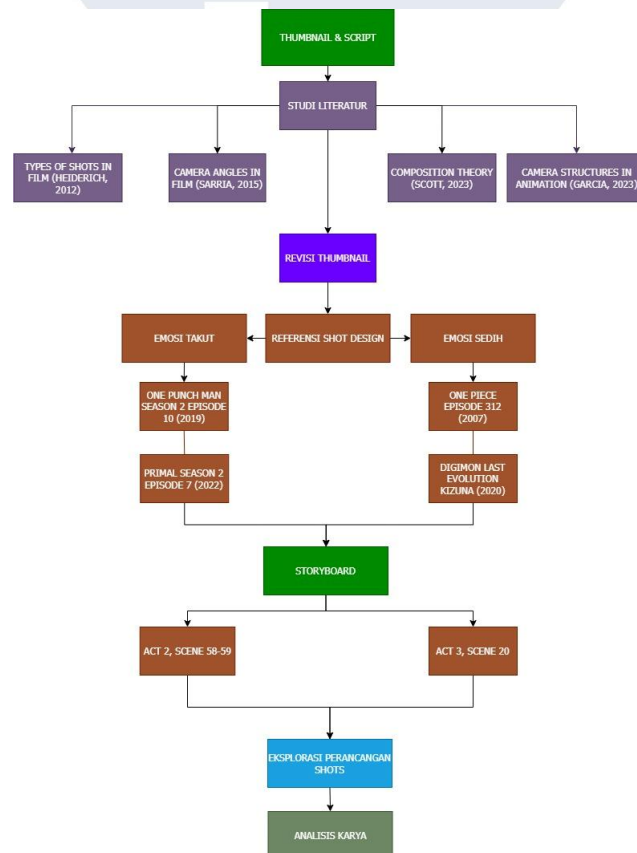 THUMBNAIL & SCRIPT
STUDI LITERATUR
TYPES OF SHOTS IN
FILM (HEIDERICH,
2012)
CAMERA ANGLES IN
FILM (SARRIA, 2015)
COMPOSITION THEORY
(SCOTT, 2023)
CAMERA STRUCTURES IN
ANIMATION (GARCIA, 2023)
REVISI THUMBNAIL
EMOSI TAKUT
REFERENSI SHOT DESIGN
EMOSI SEDIH
ONE PUNCH MAN
SEASON 2 EPISODE
10 (2019)
ONE PIECE
EPISODE 312
(2007)
PRIMAL SEASON 2
EPISODE 7 (2022)
DIGIMON LAST
EVOLUTION
KIZUNA (2020)
STORYBOARD
ACT 2, SCENE 58-59
ACT 3, SCENE 20
EKSPLORASI PERANCANGAN
SHOTS
ANALISIS KARYA